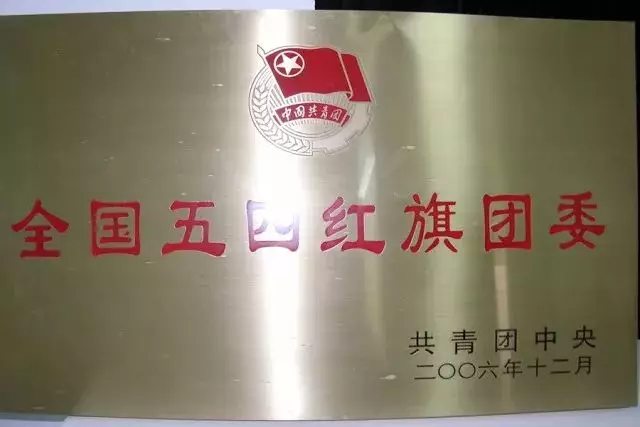 中国共青团
全国五四红旗团委
共青团中央
二〇〇六年十二月